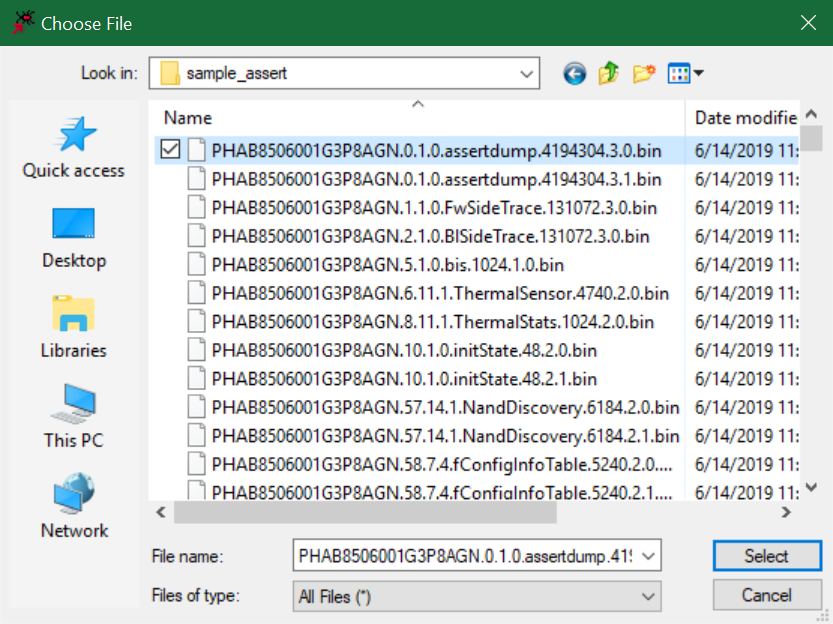 Choose File
Look in: sample_assert
Quick access
Desktop
Libraries
This PC
Network
Name Date modifie
PHAB8506001G3P8AGN.0.1.0.assertdump.4194304.3.0.bin 6/14/2019 11:
PHAB8506001G3P8AGN.0.1.0.assertdump.4194304.3.1.bin 6/14/2019 11:
PHAB8506001G3P8AGN.1.1.0.FwSideTrace.131072.3.0.bin 6/14/2019 11:
PHAB8506001G3P8AGN.2.1.0.BlSideTrace.131072.3.0.bin 6/14/2019 11:
PHAB8506001G3P8AGN.5.1.0.bis.1024.1.0.bin 6/14/2019 11:
PHAB8506001G3P8AGN.6.11.1.ThermalSensor.4740.2.0.bin 6/14/2019 11:
PHAB8506001G3P8AGN.8.11.1.ThermalStats.1024.2.0.bin 6/14/2019 11:
PHAB8506001G3P8AGN.10.1.0.initState.48.2.0.bin 6/14/2019 11:
PHAB8506001G3P8AGN.10.1.0.initState.48.2.1.bin 6/14/2019 11:
PHAB8506001G3P8AGN.57.14.1.NandDiscovery.6184.2.0.bin 6/14/2019 11:
PHAB8506001G3P8AGN.57.14.1.NandDiscovery.6184.2.1.bin 6/14/2019 11:
PHAB8506001G3P8AGN.58.7.4.fConfigInfoTable.5240.2.0.... 6/14/2019 11:
PHAB8506001G3P8AGN.58.7.4.fConfigInfoTable.5240.2.1.... 6/14/2019 11:
File name: PHAB8506001G3P8AGN.0.1.0.assertdump.419 Select
Files of type: All Files (*) Cancel